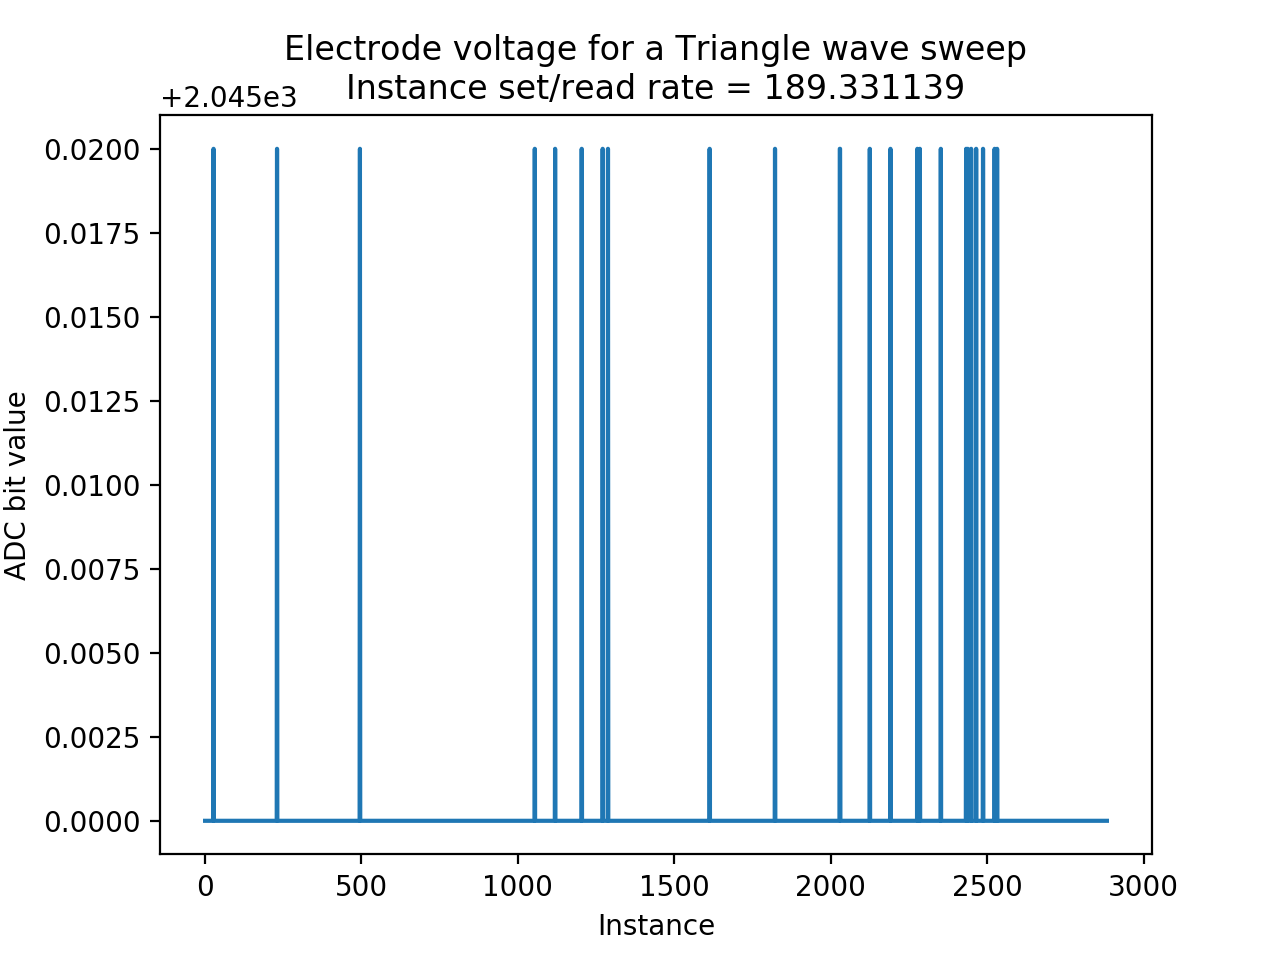 Electrode voltage for a Triangle wave sweep
Instance set/read rate = 189.331139
+2.045e3
0.0200
0.0175
0.0150
0.0125
0.0100
0.0075
0.0050
0.0025
0.0000
ADC bit value
0 500 1000 1500 2000 2500 3000
Instance